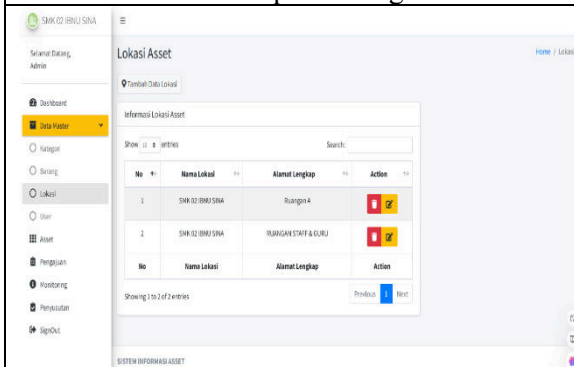 SMK 02 IBNU SINA
Selamat Datang,
Admin
Dashboard
Data Master
Kategori
Barang
Lokasi
User
Asset
Pengajuan
Monitoring
Penyusutan
SignOut
Lokasi Asset
Home / Lokasi
Tambah Data Lokasi
Informasi Lokasi Asset
Show entries
Search:
No Nama Lokasi Alamat Lengkap Action
1 SMK 02 IBNU SINA Ruangan A
2 SMK 02 IBNU SINA RUANGAN STAFF & GURU
No Nama Lokasi Alamat Lengkap Action
Showing 1 to 2 of 2 entries
Previous 1 Next
SISTEM INFORMASI ASSET